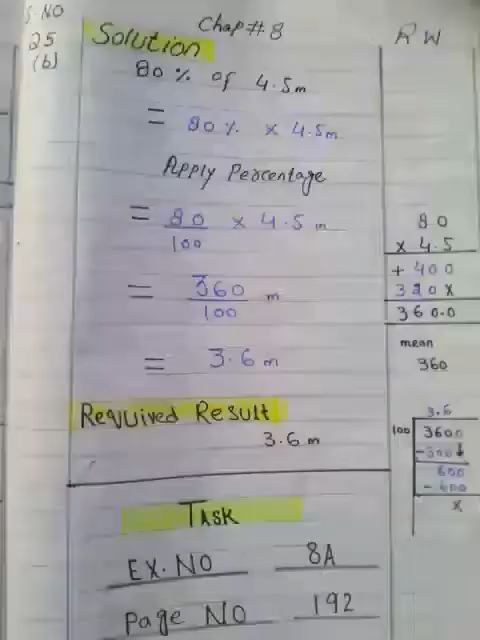 S.NO
Chap # 8
R W
25
(b)
Solution
80 % of 4.5m
= 80 % x 4.5m
Apply Percentage
= 80/100 x 4.5 m
= 360/100 m
= 3.6 m
80
x 4.5
+ 400
320x
360.0
mean
360
Requuired Result
3.6 m
3.6
100 3600
600
- 600
x
TASK
EX.NO 8A
Page NO 192